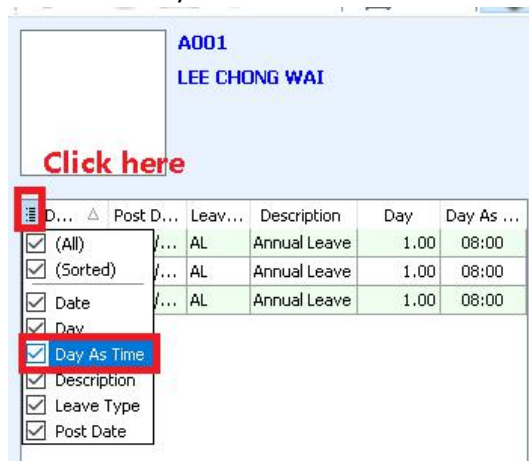 A001
LEE CHONG WAI
Click here
D... Post D... Leav... Description Day Day As ...
(All) /... AL Annual Leave 1.00 08:00
(Sorted) /... AL Annual Leave 1.00 08:00
Date /... AL Annual Leave 1.00 08:00
Day
Day As Time
Description
Leave Type
Post Date